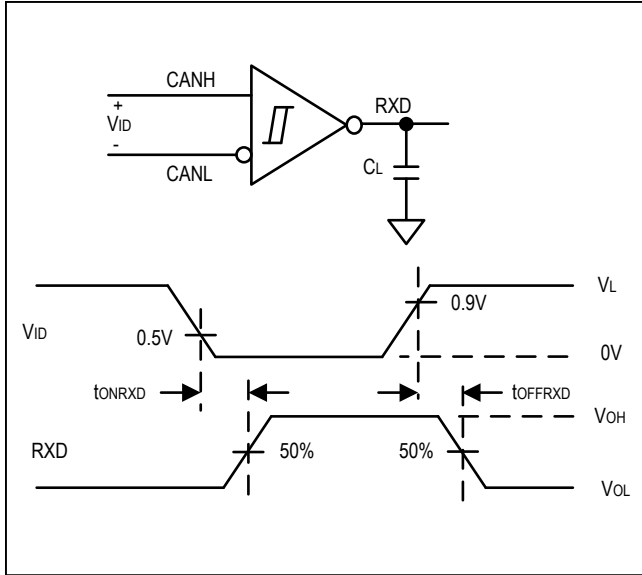 CANH
+
VID
-
CANL
RXD
CL
VID
0.5V
0.9V
VL
0V
tONRXD
tOFFRXD
RXD
50%
50%
VOH
VOL